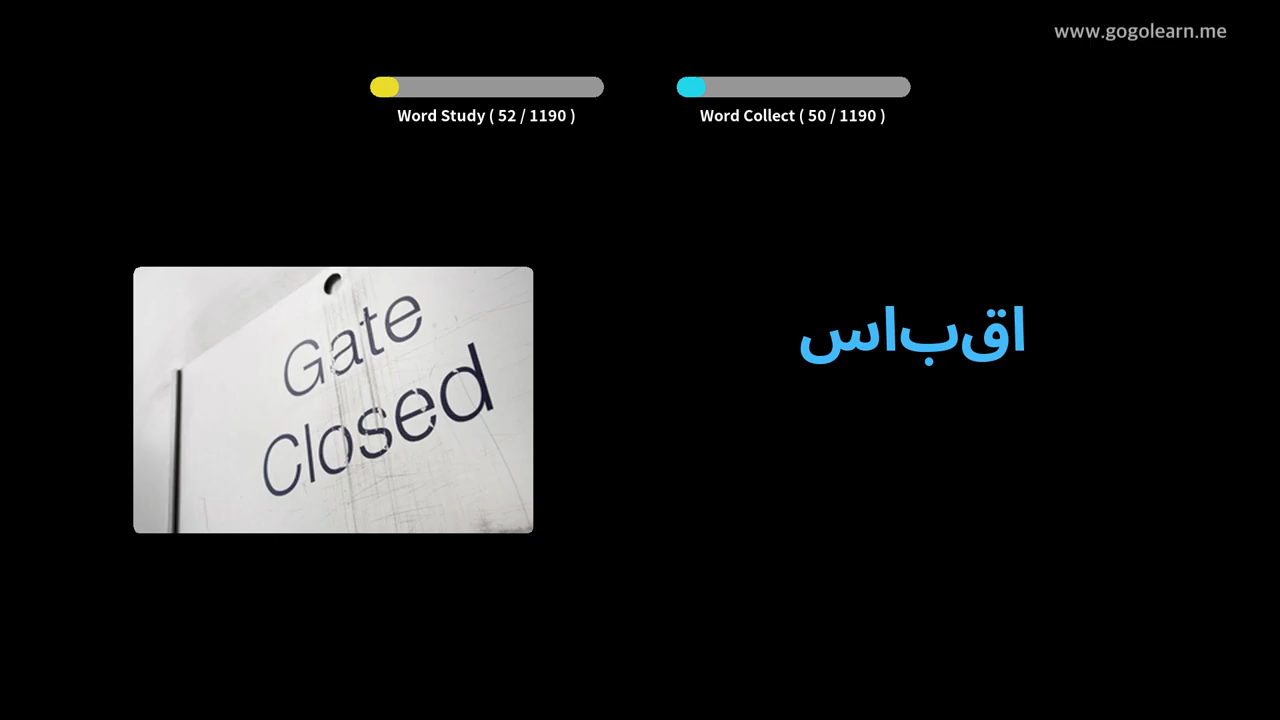 www.gogolearn.me
Word Study ( 52 / 1190 )
Word Collect ( 50 / 1190 )
Gate
Closed
اقباس